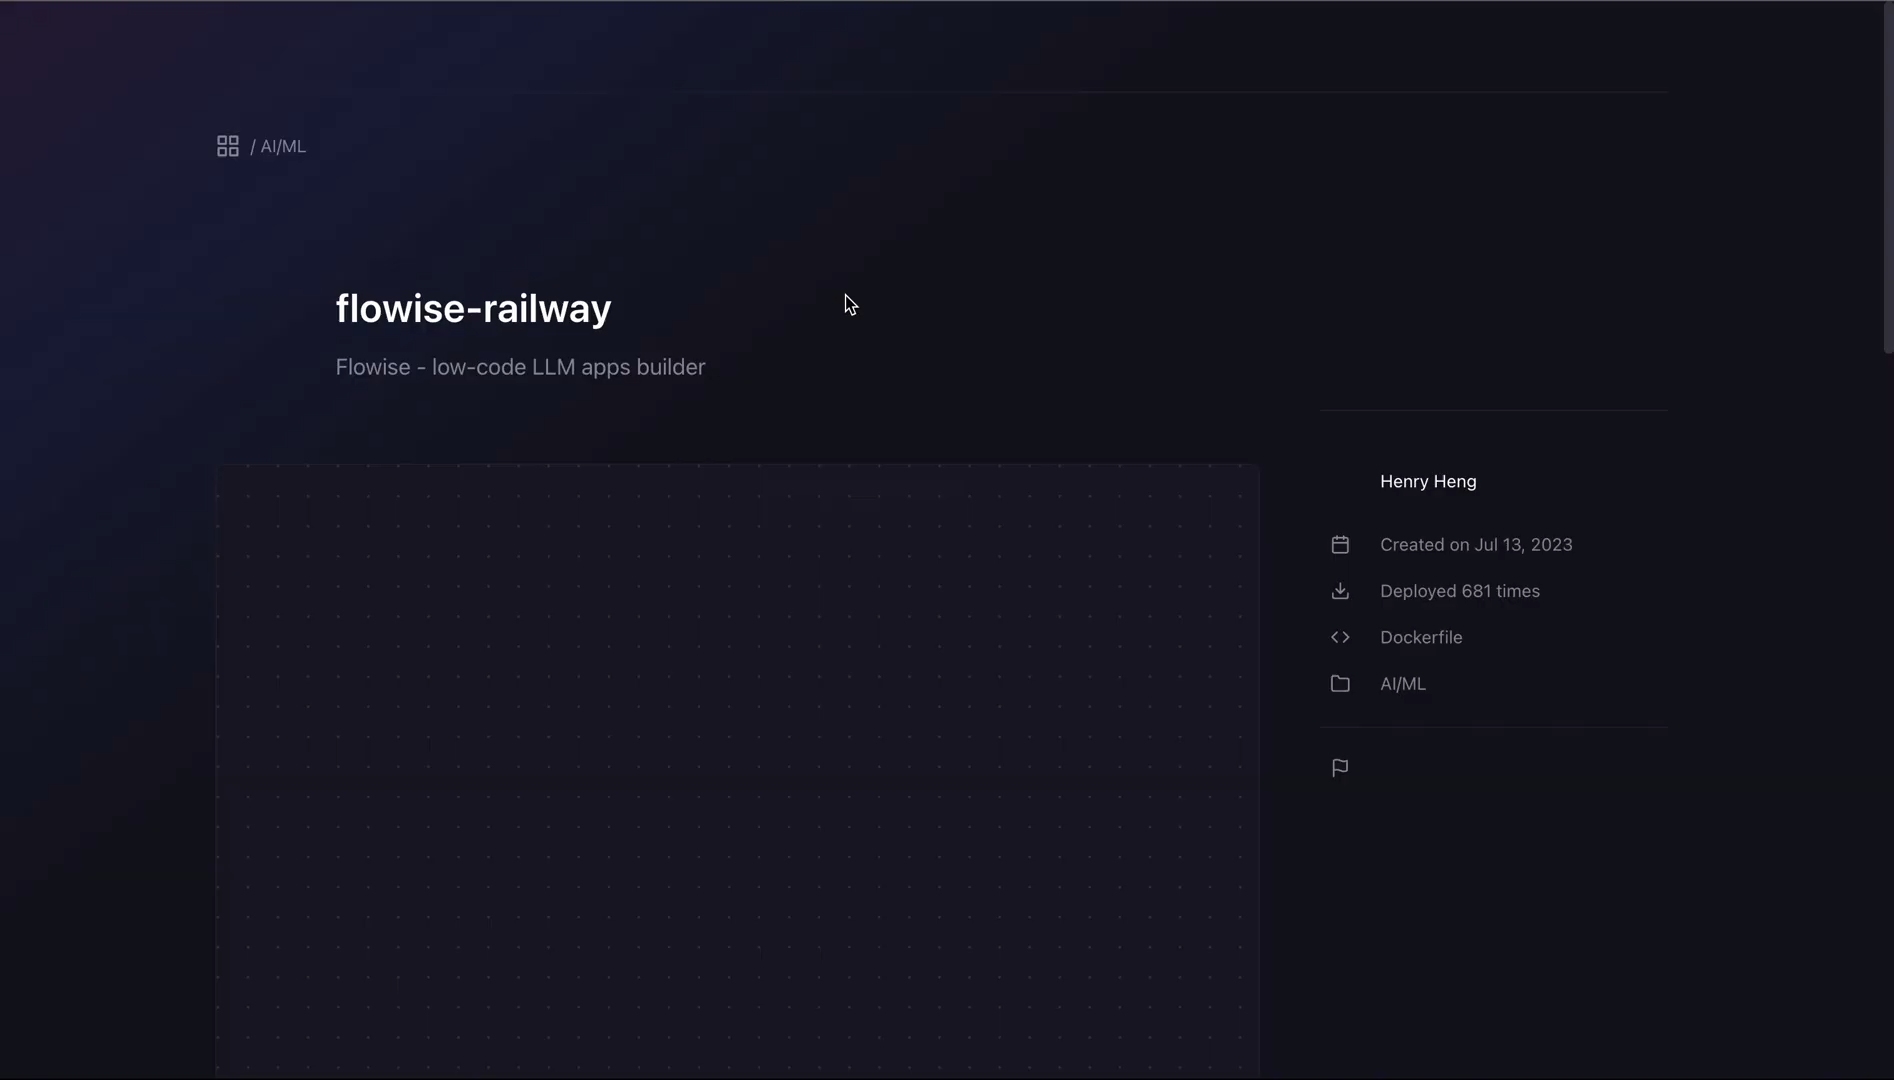 / AI/ML
flowise-railway
Flowise - low-code LLM apps builder
Henry Heng
Created on Jul 13, 2023
Deployed 681 times
Dockerfile
AI/ML